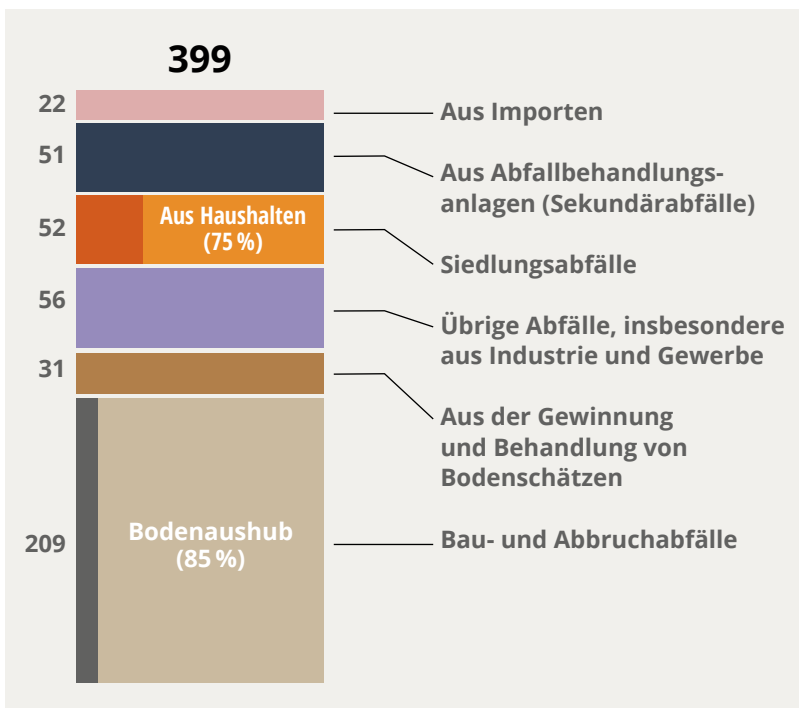 399
22
Aus Importen
51
Aus Abfallbehandlungs-
anlagen (Sekundärabfälle)
52
Aus Haushalten
(75 %)
Siedlungsabfälle
56
Übrige Abfälle, insbesondere
aus Industrie und Gewerbe
31
Aus der Gewinnung
und Behandlung von
Bodenschätzen
209
Bodenaushub
(85 %)
Bau- und Abbruchabfälle